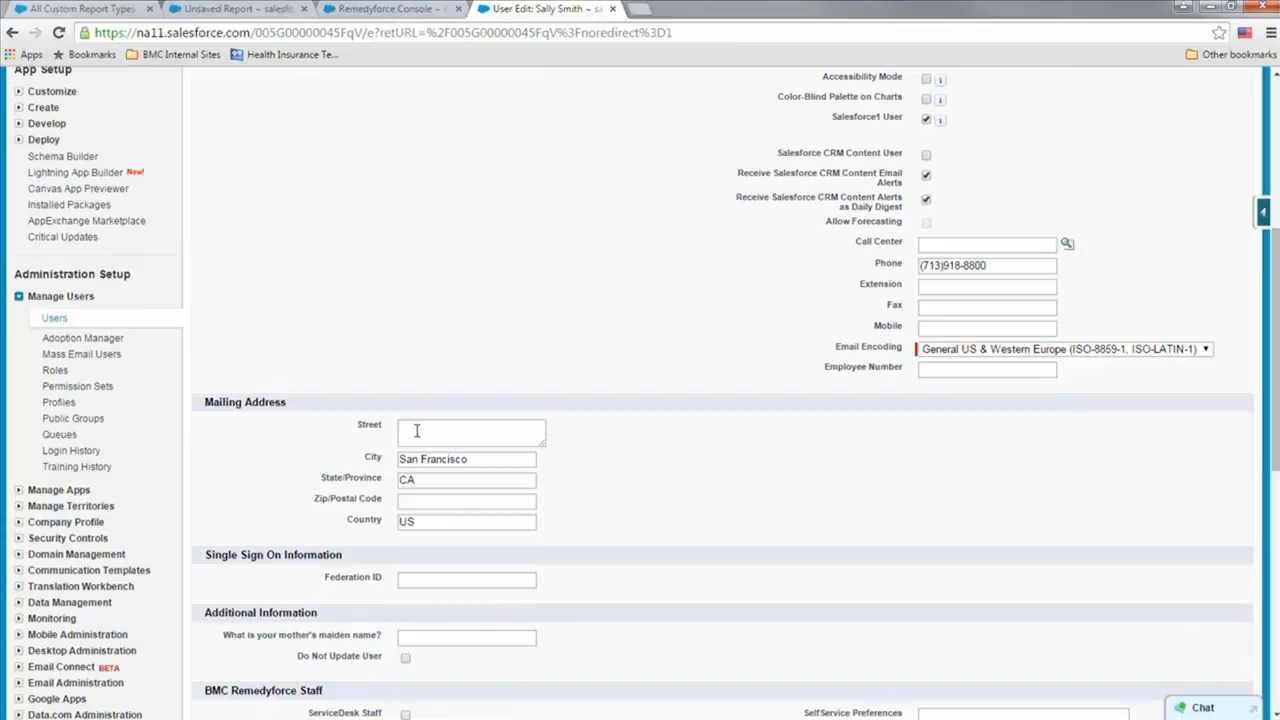 All Custom Report Types
Unsaved Report ~ salesfo
Remedyforce Console ~ c
User Edit: Sally Smith ~ sa
https://na11.salesforce.com/005G00000045FqV/e?retURL=%2F005G00000045FqV%3Fnoredirect%3D1
Apps
Bookmarks
BMC Internal Sites
Health Insurance Te...
Other bookmarks
App Setup
Customize
Create
Develop
Deploy
Schema Builder
Lightning App Builder New!
Canvas App Previewer
Installed Packages
AppExchange Marketplace
Critical Updates
Administration Setup
Manage Users
Users
Adoption Manager
Mass Email Users
Roles
Permission Sets
Profiles
Public Groups
Queues
Login History
Training History
Manage Apps
Manage Territories
Company Profile
Security Controls
Domain Management
Communication Templates
Translation Workbench
Data Management
Monitoring
Mobile Administration
Desktop Administration
Email Connect BETA
Email Administration
Google Apps
Data.com Administration
Accessibility Mode
Color-Blind Palette on Charts
Salesforce1 User
Salesforce CRM Content User
Receive Salesforce CRM Content Email
Alerts
Receive Salesforce CRM Content Alerts
as Daily Digest
Allow Forecasting
Call Center
Phone (713)918-8800
Extension
Fax
Mobile
Email Encoding General US & Western Europe (ISO-8859-1, ISO-LATIN-1)
Employee Number
Mailing Address
Street
City San Francisco
State/Province CA
Zip/Postal Code
Country US
Single Sign On Information
Federation ID
Additional Information
What is your mother's maiden name?
Do Not Update User
BMC Remedyforce Staff
ServiceDesk Staff
SelfService Preferences
Chat